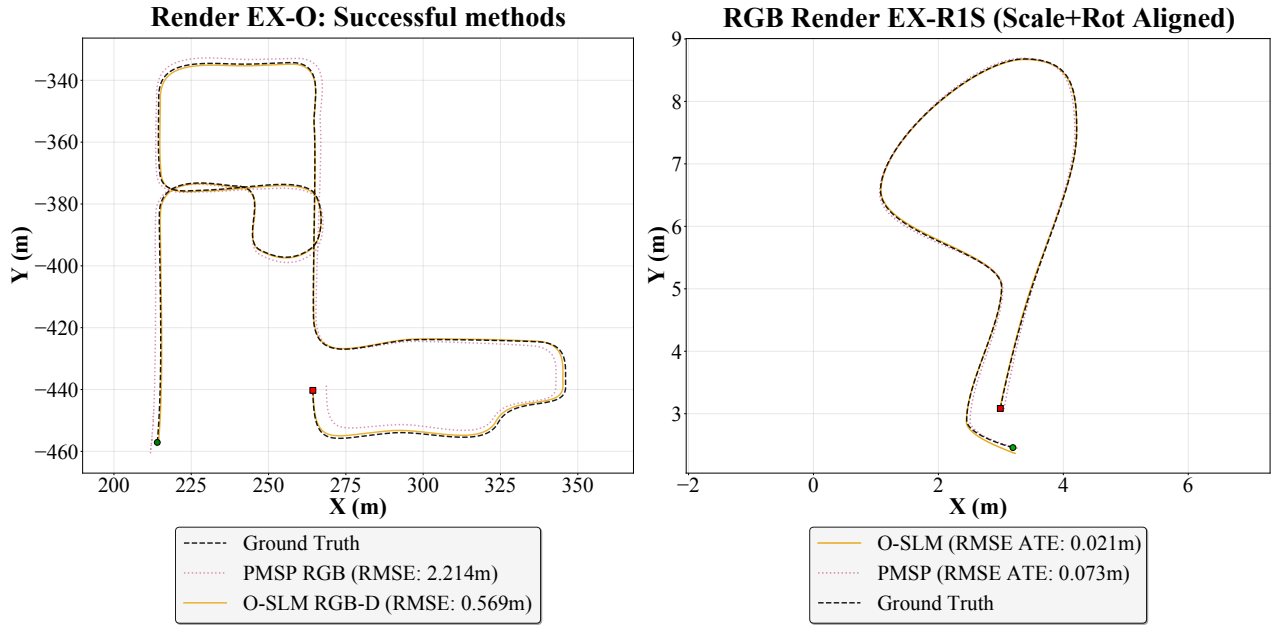 Render EX-O: Successful methods
−340
−360
−380
−400
−420
−440
−460
Y (m)
200
225
250
275
300
325
350
X (m)
Ground Truth
PMSP RGB (RMSE: 2.214m)
O-SLM RGB-D (RMSE: 0.569m)
RGB Render EX-R1S (Scale+Rot Aligned)
9
8
7
6
5
4
3
Y (m)
−2
0
2
4
6
X (m)
O-SLM (RMSE ATE: 0.021m)
PMSP (RMSE ATE: 0.073m)
Ground Truth